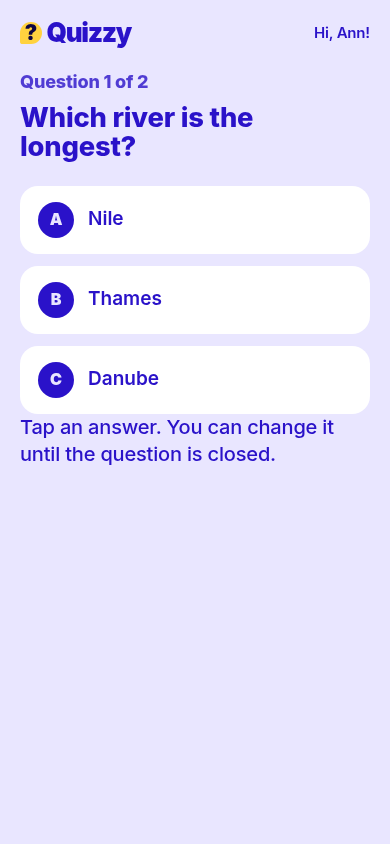 ? Quizzy
Hi, Ann!
Question 1 of 2
Which river is the
longest?
A Nile
B Thames
C Danube
Tap an answer. You can change it
until the question is closed.